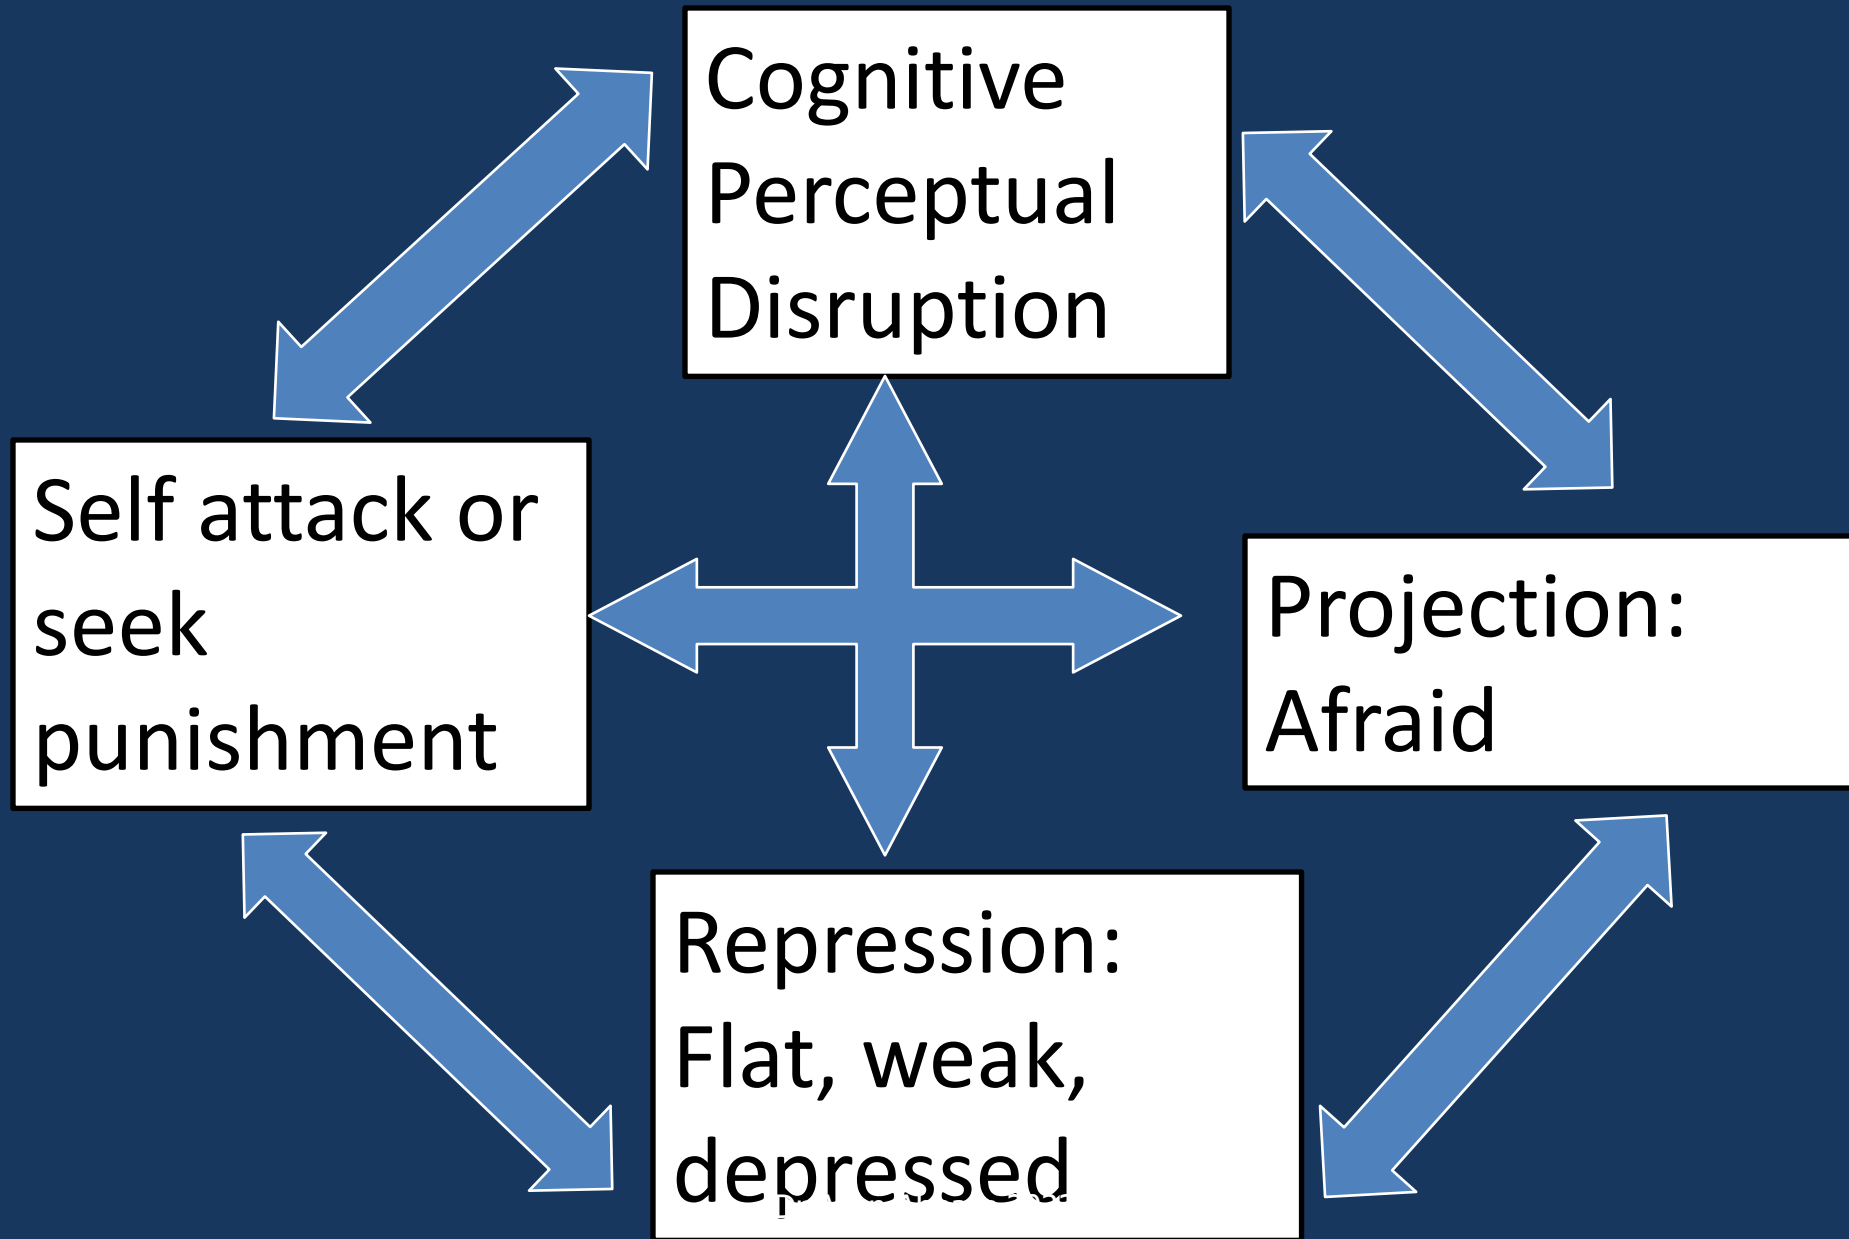 Cognitive
Perceptual
Disruption
Self attack or
seek
punishment
Projection:
Afraid
Repression:
Flat, weak,
depressed